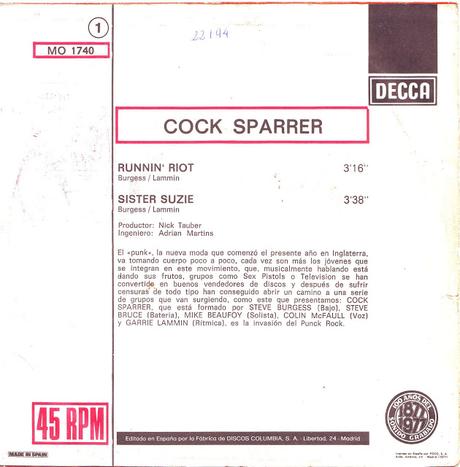 1
MO 1740
22194
DECCA
COCK SPARRER
RUNNIN' RIOT 3'16''
Burgess / Lammin
SISTER SUZIE 3'38''
Burgess / Lammin
Productor: Nick Tauber
Ingeniero: Adrian Martins
El «punk», la nueva moda que comenzó el presente año en Inglaterra,
va tomando cuerpo poco a poco, cada vez son más los jóvenes que
se integran en este movimiento, que, musicalmente hablando está
dando sus frutos, grupos como Sex Pistols o Television se han
convertide en buenos vendedores de discos y después de sufrir
censuras de todo tipo han conseguido abrir un camino a una serie
de grupos que van surgiendo, como este que presentamos: COCK
SPARRER, que está formado por STEVE BURGESS (Bajo), STEVE
BRUCE (Batería), MIKE BEAUFOY (Solista), COLIN McFAULL (Voz)
y GARRIE LAMMIN (Rítmica), es la invasión del Punck Rock.
45 RPM
100 AÑOS DEL
1877
1977
SONIDO GRABADO
MADE IN SPAIN
Editado en España por la Fábrica de DISCOS COLUMBIA, S. A. - Libertad, 24 - Madrid